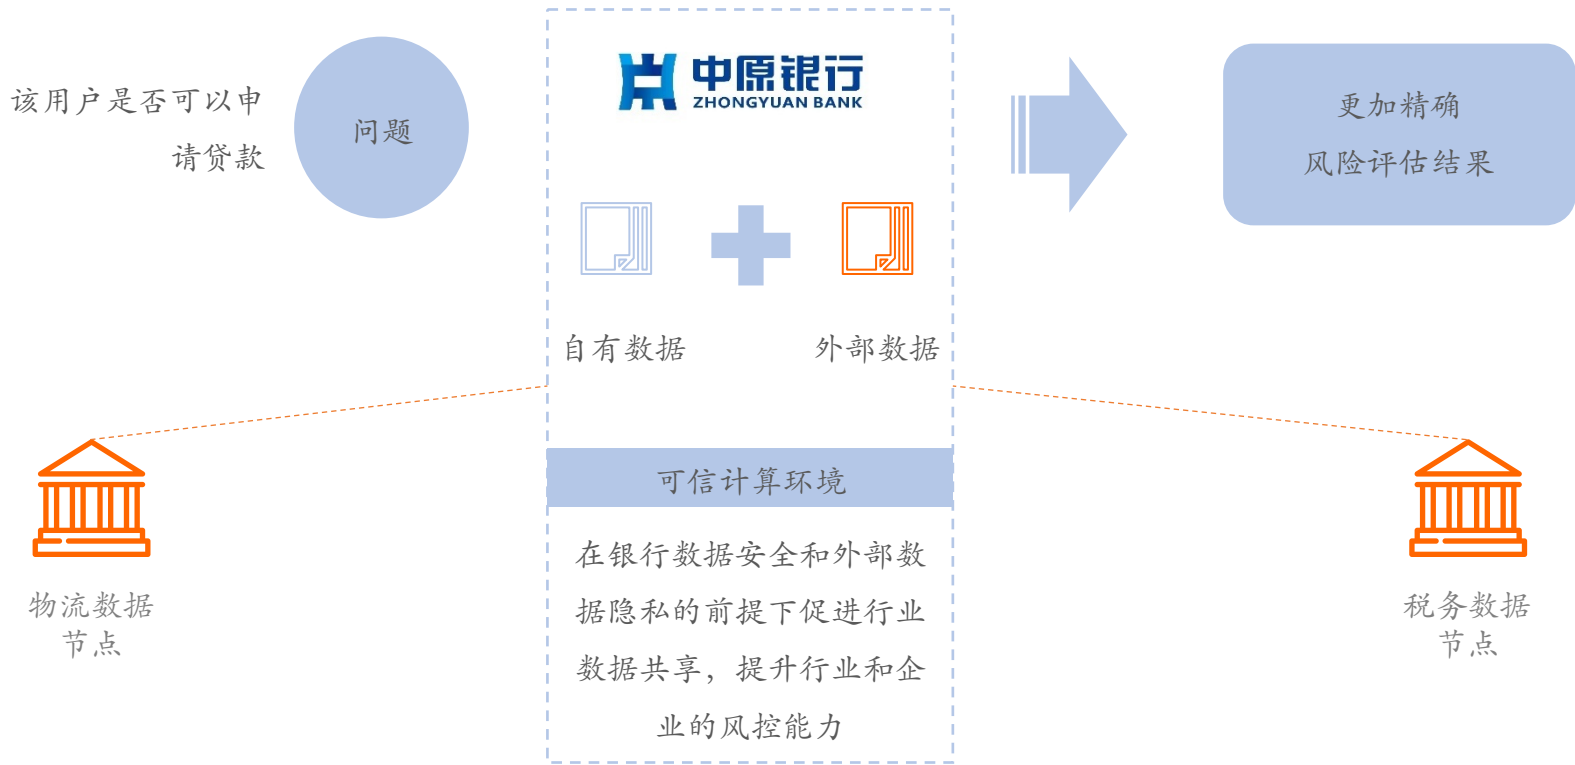 该用户是否可以申
请贷款
问题
中原银行
ZHONGYUAN BANK
更加精确
风险评估结果
自有数据
外部数据
可信计算环境
在银行数据安全和外部数
据隐私的前提下促进行业
数据共享，提升行业和企
业的风控能力
物流数据
节点
税务数据
节点